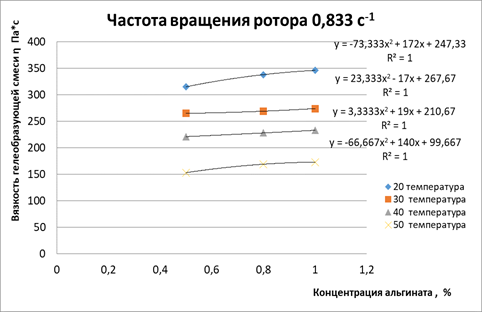 Частота вращения ротора 0,833 с⁻¹
Вязкость гелеобразующей смеси η Па*с
400
350
300
250
200
150
100
50
0
y = -73,333x² + 172x + 247,33
R² = 1
y = 23,333x² - 17x + 267,67
R² = 1
y = 3,3333x² + 19x + 210,67
R² = 1
y = -66,667x² + 140x + 99,667
R² = 1
20 температура
30 температура
40 температура
50 температура
0 0,2 0,4 0,6 0,8 1 1,2
Концентрация альгината , %